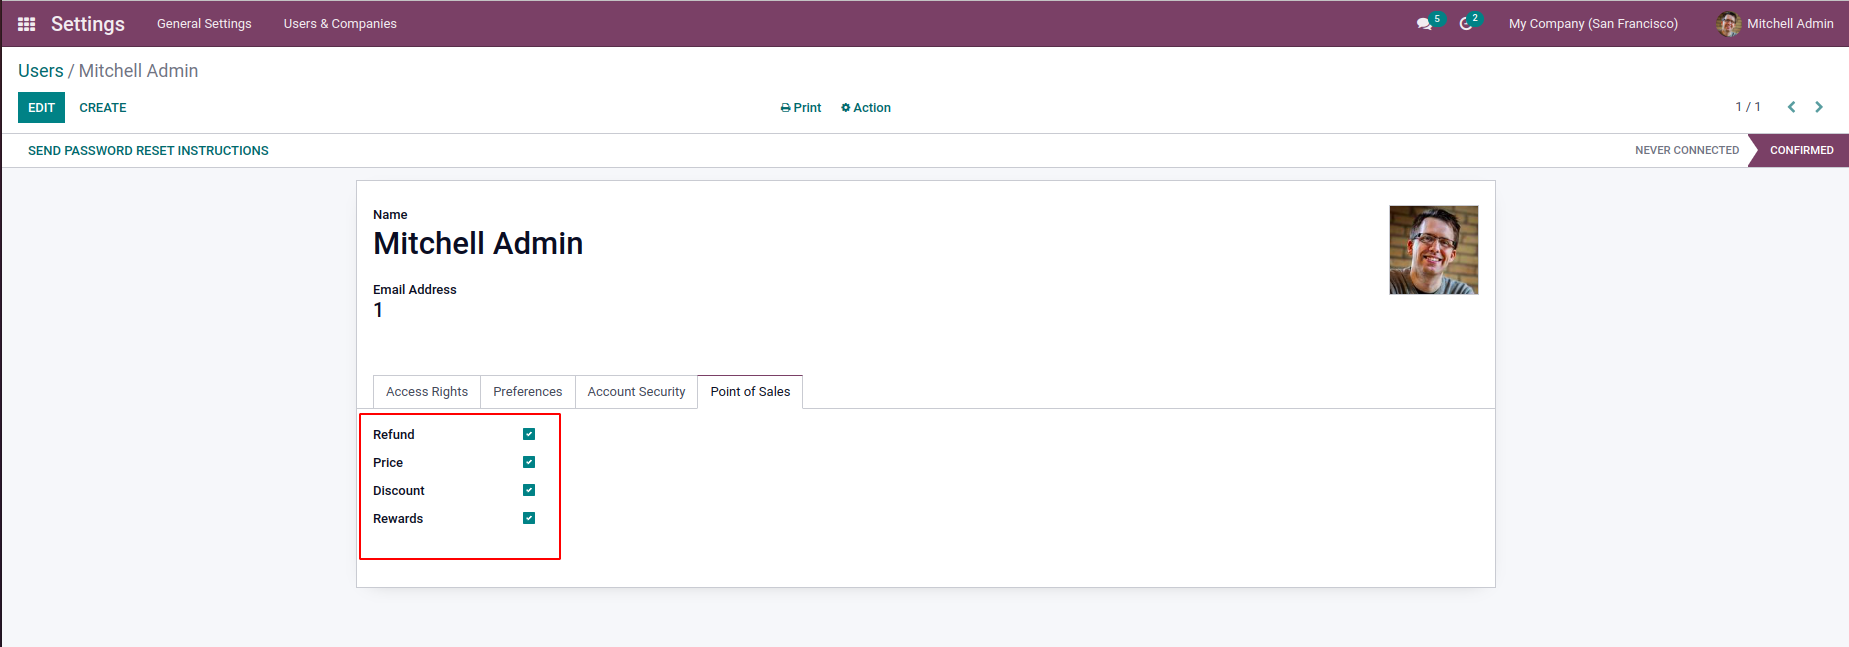 Settings General Settings Users & Companies 5 2 My Company (San Francisco) Mitchell Admin
Users / Mitchell Admin
EDIT CREATE Print Action 1 / 1
SEND PASSWORD RESET INSTRUCTIONS NEVER CONNECTED CONFIRMED
Name
Mitchell Admin
Email Address
1
Access Rights Preferences Account Security Point of Sales
Refund
Price
Discount
Rewards